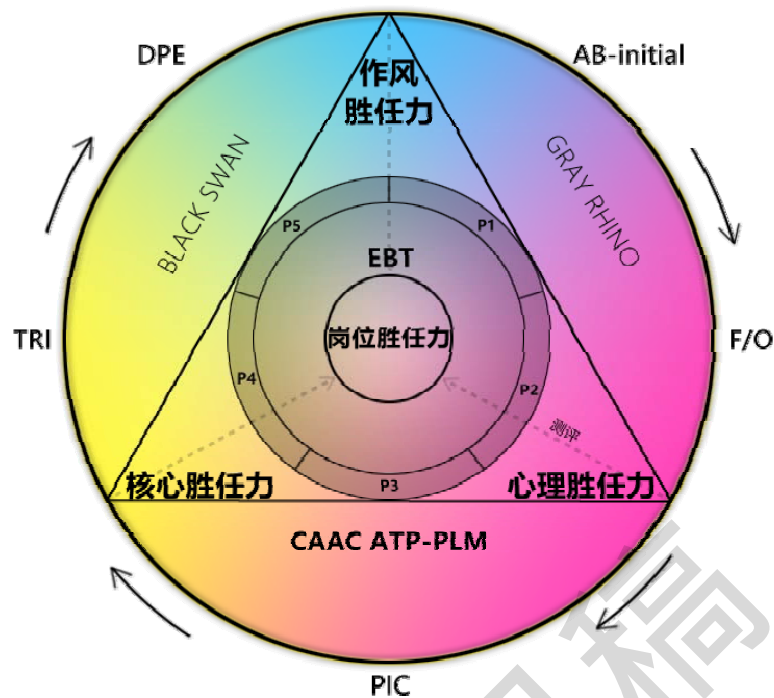 DPE
AB-initial
作风
胜任力
BLACK SWAN
GRAY RHINO
P5
P1
EBT
TRI
岗位胜任力
F/O
P4
P2
测评
核心胜任力
P3
心理胜任力
CAAC ATP-PLM
PIC
稿